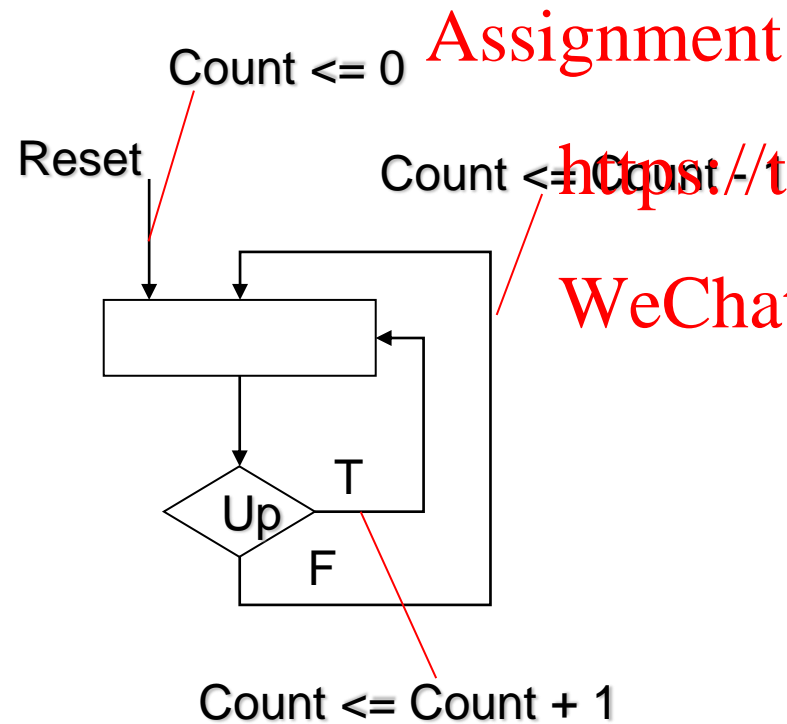 Assignment
Count <= 0
Reset
Count <= Count - 1
https://t
WeChat
T
Up
F
Count <= Count + 1